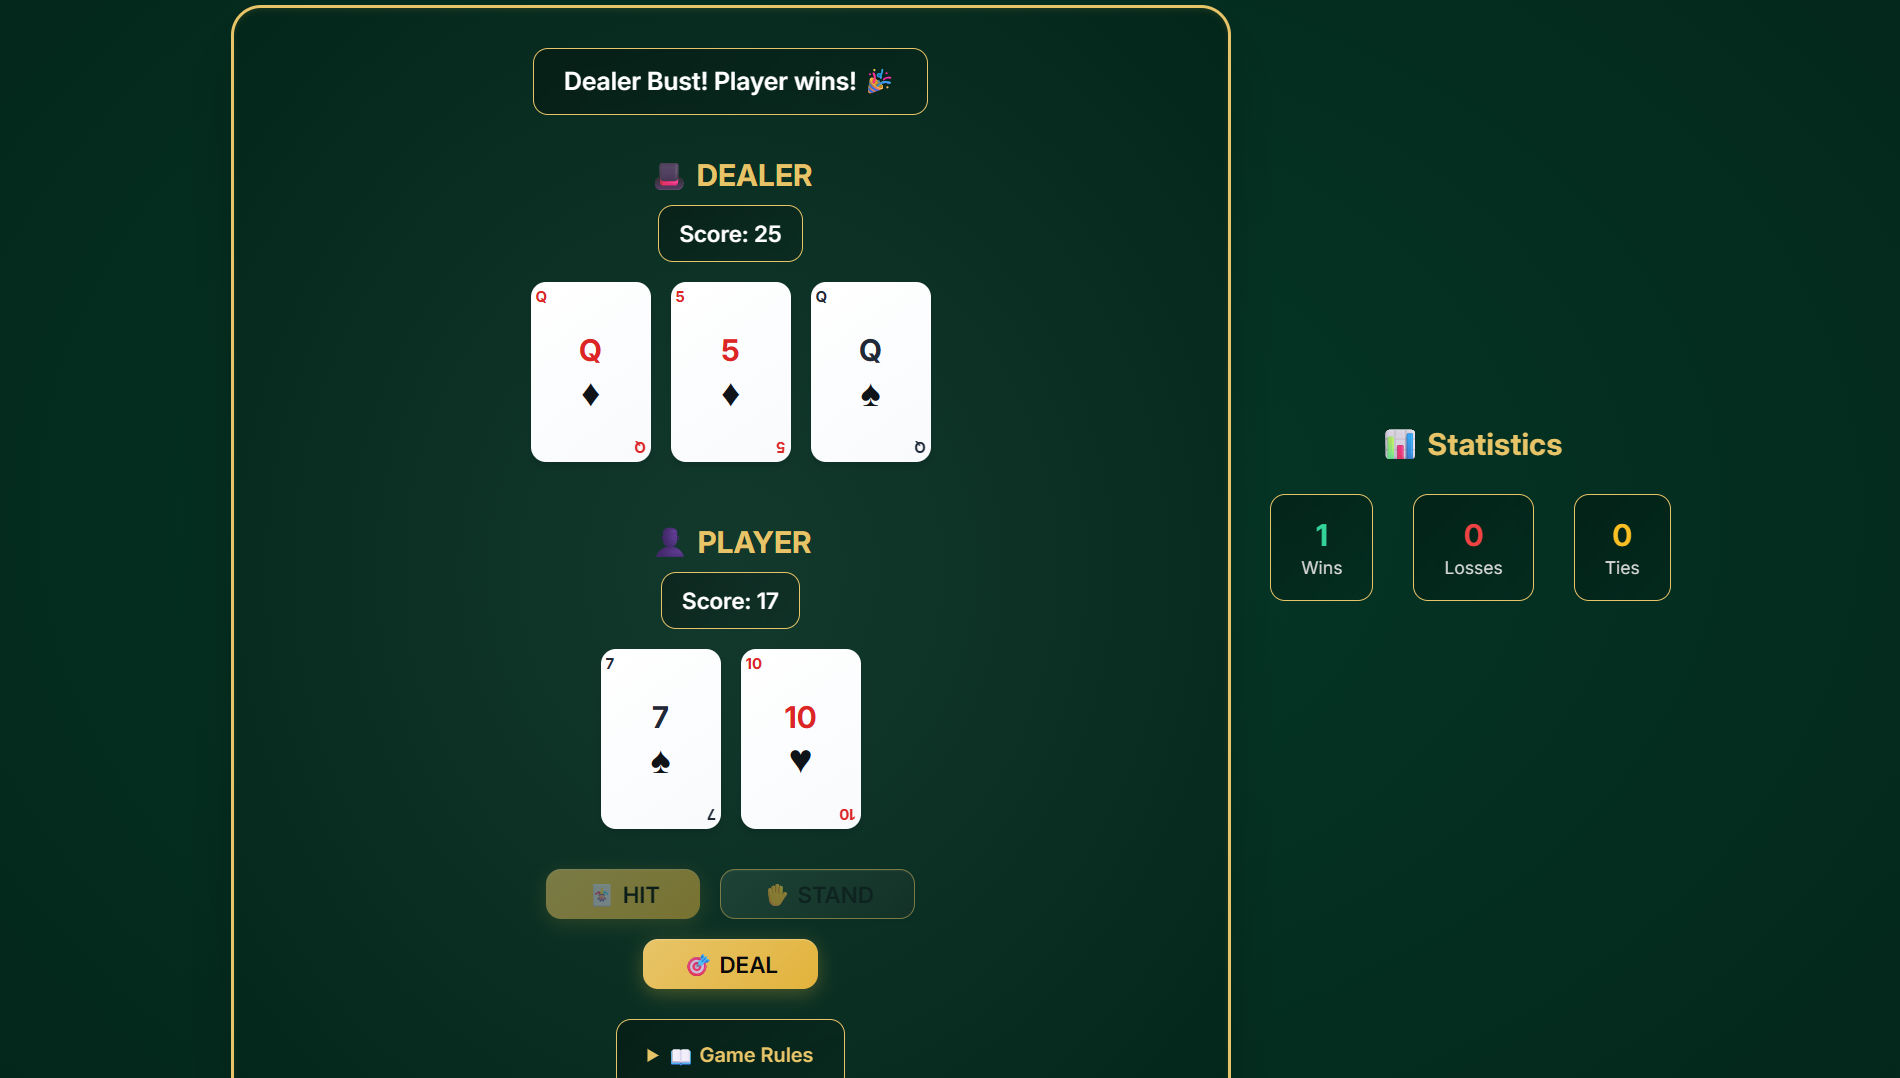 Dealer Bust! Player wins! 🎉
🎩 DEALER
Score: 25
Q 5 Q
Q 5 Q
♦ ♦ ♠
Q 5 Q
👤 PLAYER
Score: 17
7 10
7 10
♠ ♥
7 10
🃏 HIT ✋ STAND
🎯 DEAL
▶ 📖 Game Rules
📊 Statistics
1 0 0
Wins Losses Ties